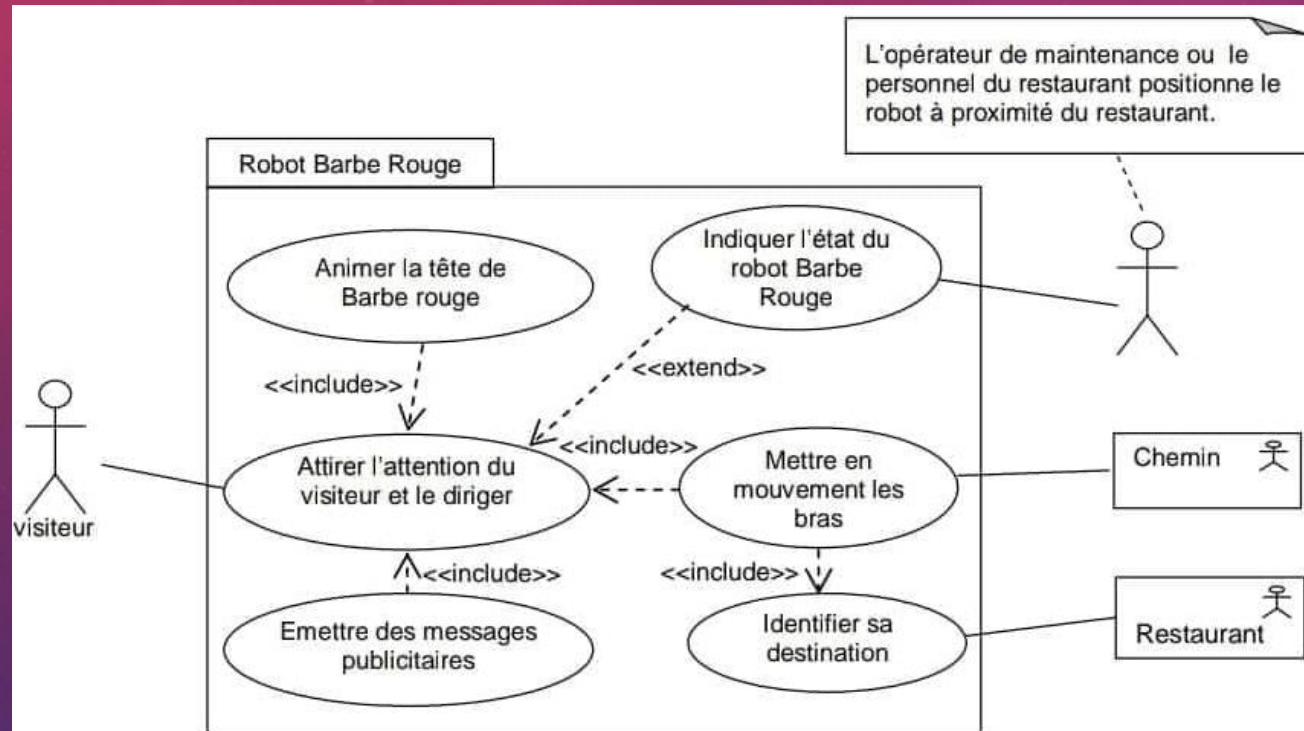 L'opérateur de maintenance ou le
personnel du restaurant positionne le
robot à proximité du restaurant.
Robot Barbe Rouge
Animer la tête de
Barbe rouge
Indiquer l'état du
robot Barbe
Rouge
<<include>>
<<extend>>
visiteur
Attirer l'attention du
visiteur et le diriger
<<include>>
Mettre en
mouvement les
bras
Chemin
<<include>>
<<include>>
Emettre des messages
publicitaires
Identifier sa
destination
Restaurant